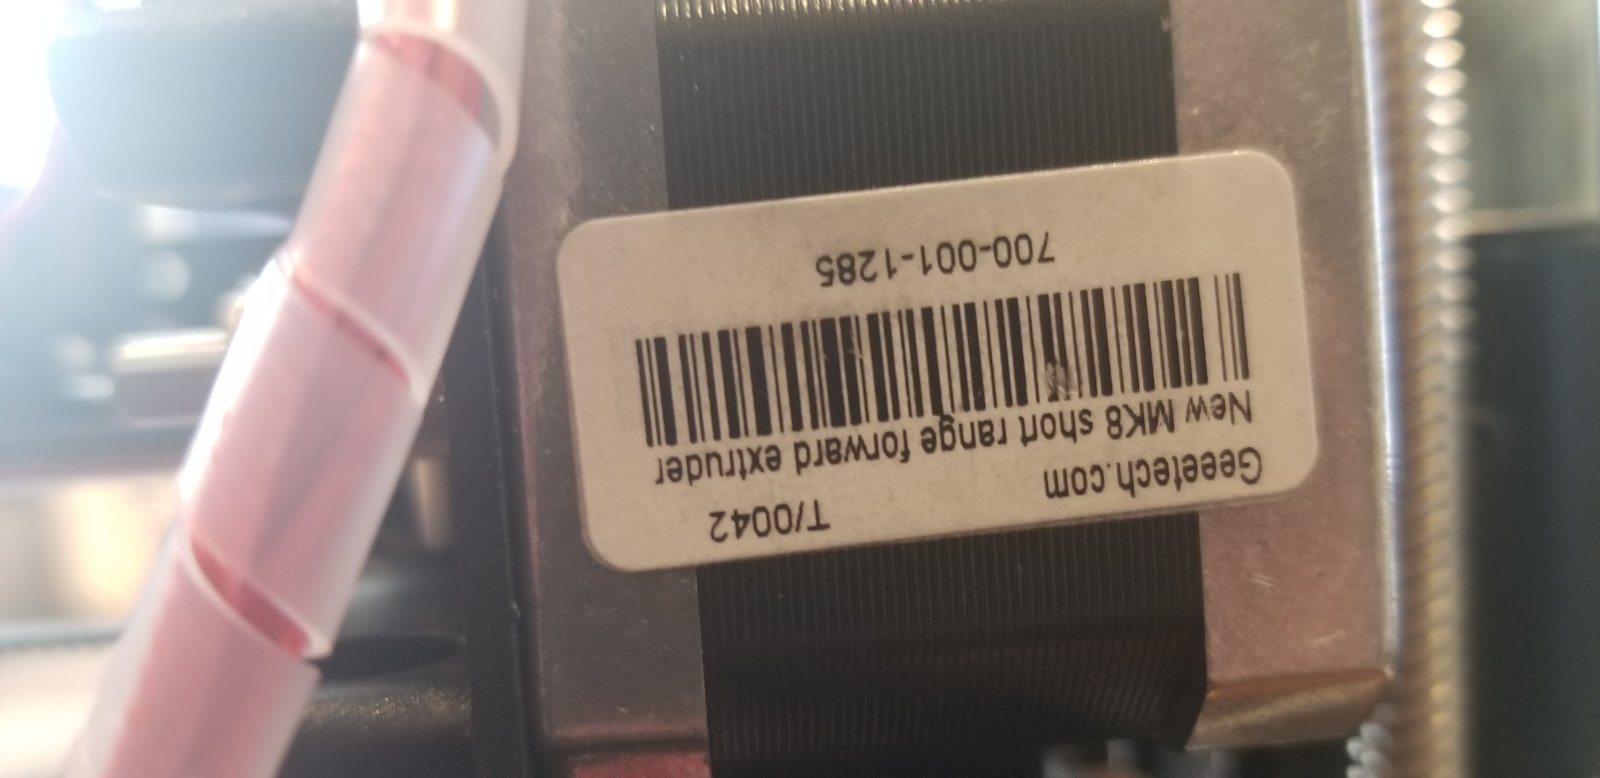 Geeetech.com T/0042
New MK8 short range forward extruder
700-001-1285